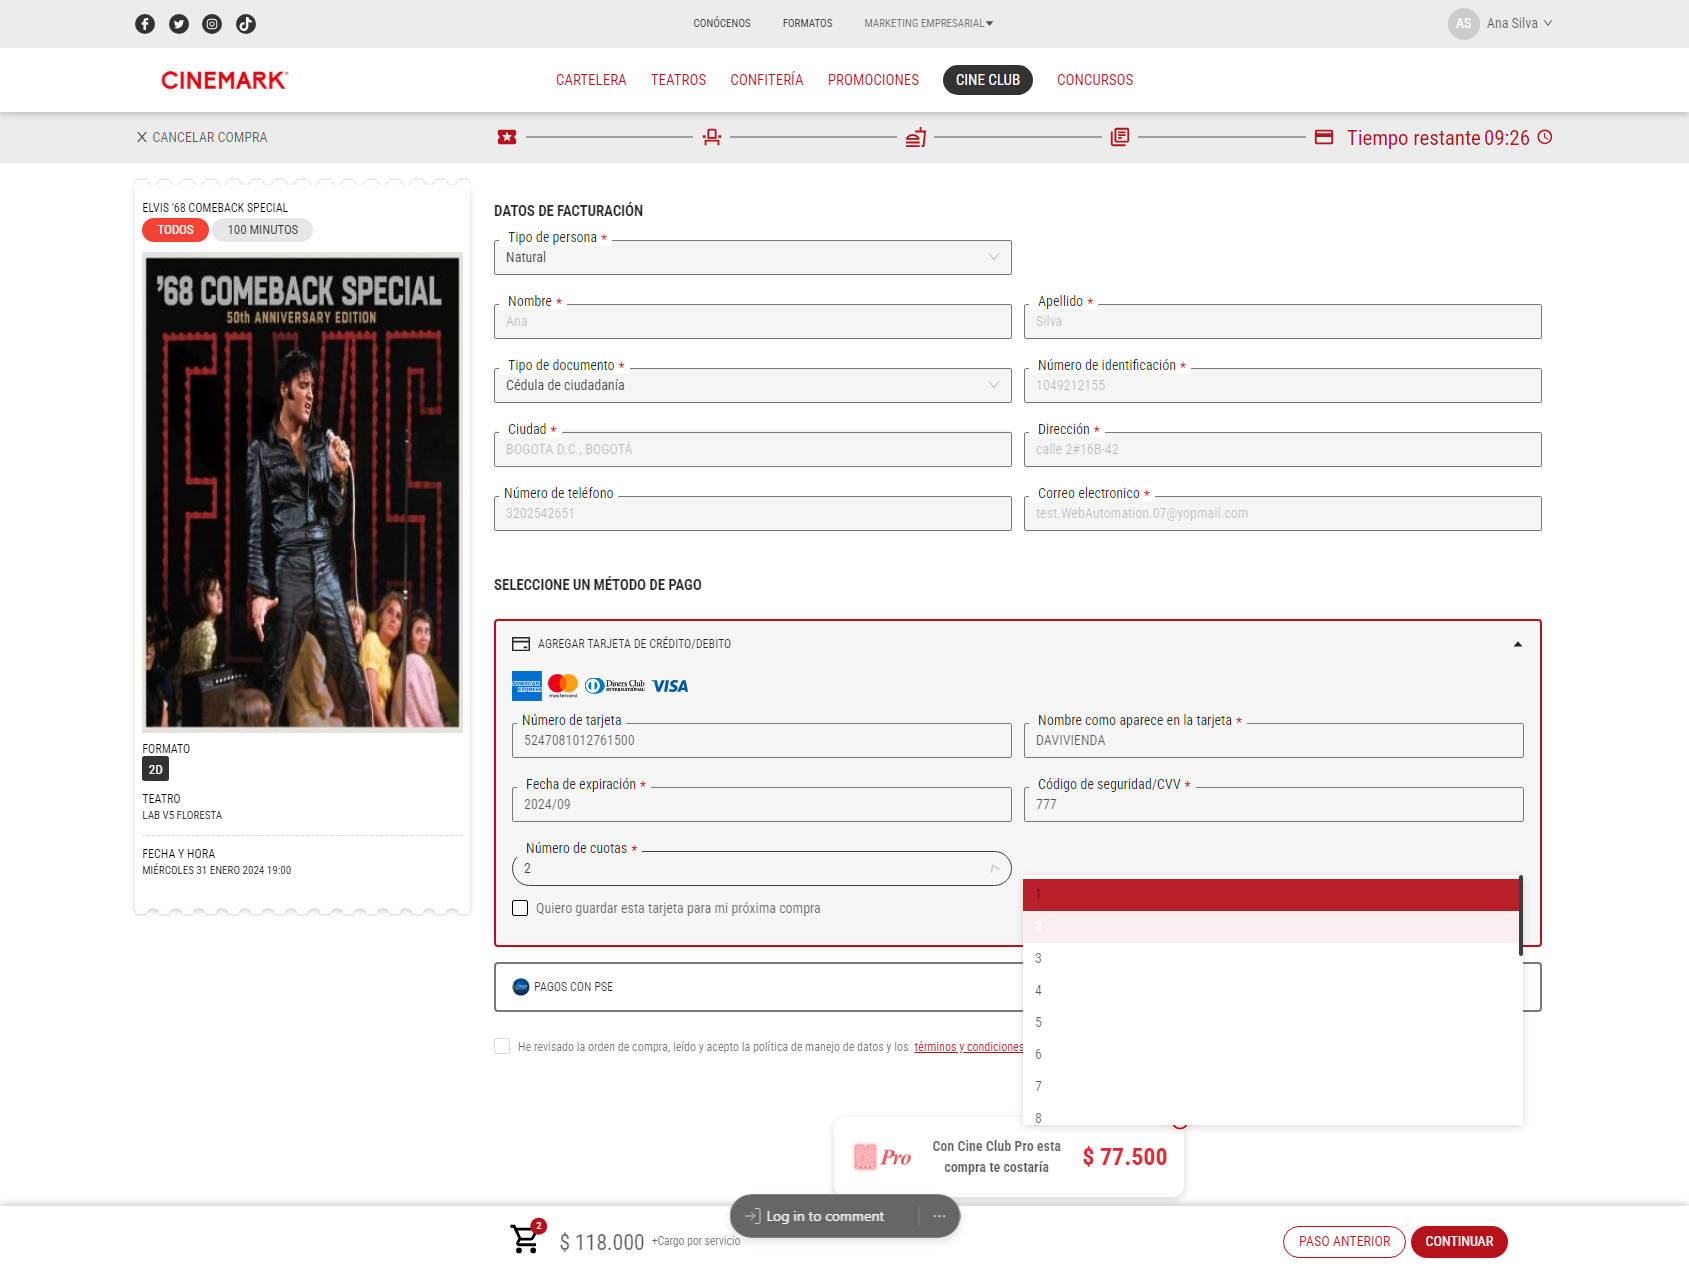 CONÓCENOS
FORMATOS
MARKETING EMPRESARIAL
AS
Ana Silva
CINEMARK
CARTELERA
TEATROS
CONFITERÍA
PROMOCIONES
CINE CLUB
CONCURSOS
CANCELAR COMPRA
Tiempo restante 09:26
ELVIS '68 COMEBACK SPECIAL
TODOS
100 MINUTOS
'68 COMEBACK SPECIAL
50th ANNIVERSARY EDITION
ELVIS
FORMATO
2D
TEATRO
LAB V5 FLORESTA
FECHA Y HORA
MIÉRCOLES 31 ENERO 2024 19:00
DATOS DE FACTURACIÓN
Tipo de persona *
Natural
Nombre *
Ana
Apellido *
Silva
Tipo de documento *
Cédula de ciudadanía
Número de identificación *
1049212155
Ciudad *
BOGOTA D.C., BOGOTÁ
Dirección *
calle 2#16B-42
Número de teléfono
3202542651
Correo electronico *
test.WebAutomation.07@yopmail.com
SELECCIONE UN MÉTODO DE PAGO
AGREGAR TARJETA DE CRÉDITO/DEBITO
AMERICAN EXPRESS
mastercard
Diners Club INTERNATIONAL
VISA
Número de tarjeta
5247081012761500
Nombre como aparece en la tarjeta *
DAVIVIENDA
Fecha de expiración *
2024/09
Código de seguridad/CVV *
777
Número de cuotas *
2
1
2
3
4
5
6
7
8
Quiero guardar esta tarjeta para mi próxima compra
pse
PAGOS CON PSE
He revisado la orden de compra, leído y acepto la política de manejo de datos y los términos y condiciones
Pro
Con Cine Club Pro esta
compra te costaría
$ 77.500
Log in to comment
2
$ 118.000
+Cargo por servicio
PASO ANTERIOR
CONTINUAR